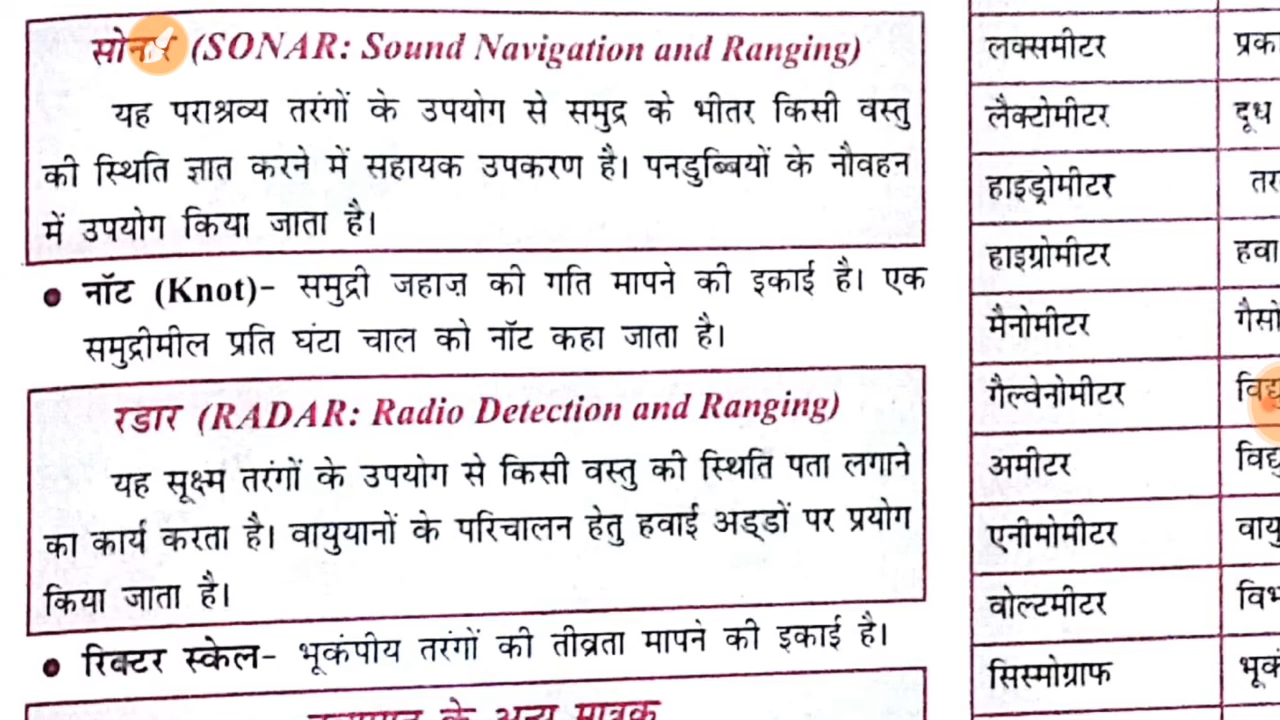 सोनार (SONAR: Sound Navigation and Ranging)
यह पराश्रव्य तरंगों के उपयोग से समुद्र के भीतर किसी वस्तु
की स्थिति ज्ञात करने में सहायक उपकरण है। पनडुब्बियों के नौवहन
में उपयोग किया जाता है।
• नॉट (Knot)- समुद्री जहाज़ की गति मापने की इकाई है। एक
समुद्रीमील प्रति घंटा चाल को नॉट कहा जाता है।
रडार (RADAR: Radio Detection and Ranging)
यह सूक्ष्म तरंगों के उपयोग से किसी वस्तु की स्थिति पता लगाने
का कार्य करता है। वायुयानों के परिचालन हेतु हवाई अड्डों पर प्रयोग
किया जाता है।
• रिक्टर स्केल- भूकंपीय तरंगों की तीव्रता मापने की इकाई है।
के अन्य मात्रक
लक्समीटर
लैक्टोमीटर दूध
हाइड्रोमीटर
हाइग्रोमीटर हवा
मैनोमीटर
गैल्वेनोमीटर
अमीटर
एनीमोमीटर
वोल्टमीटर
सिस्मोग्राफ